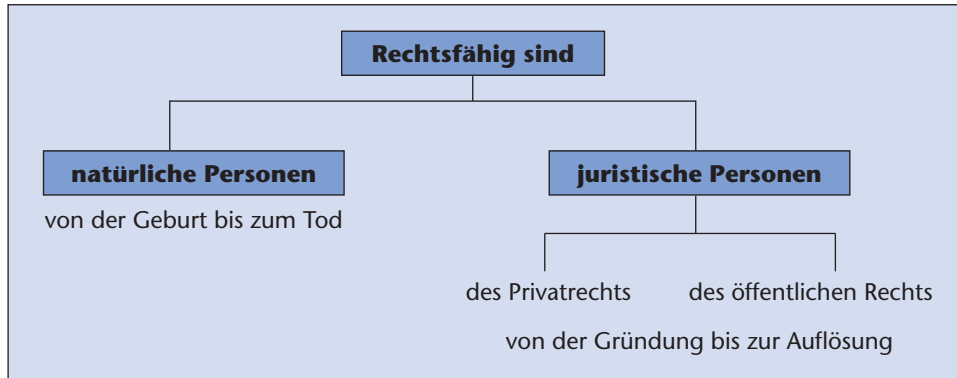 Rechtsfähig sind
natürliche Personen
von der Geburt bis zum Tod
juristische Personen
des Privatrechts
des öffentlichen Rechts
von der Gründung bis zur Auflösung